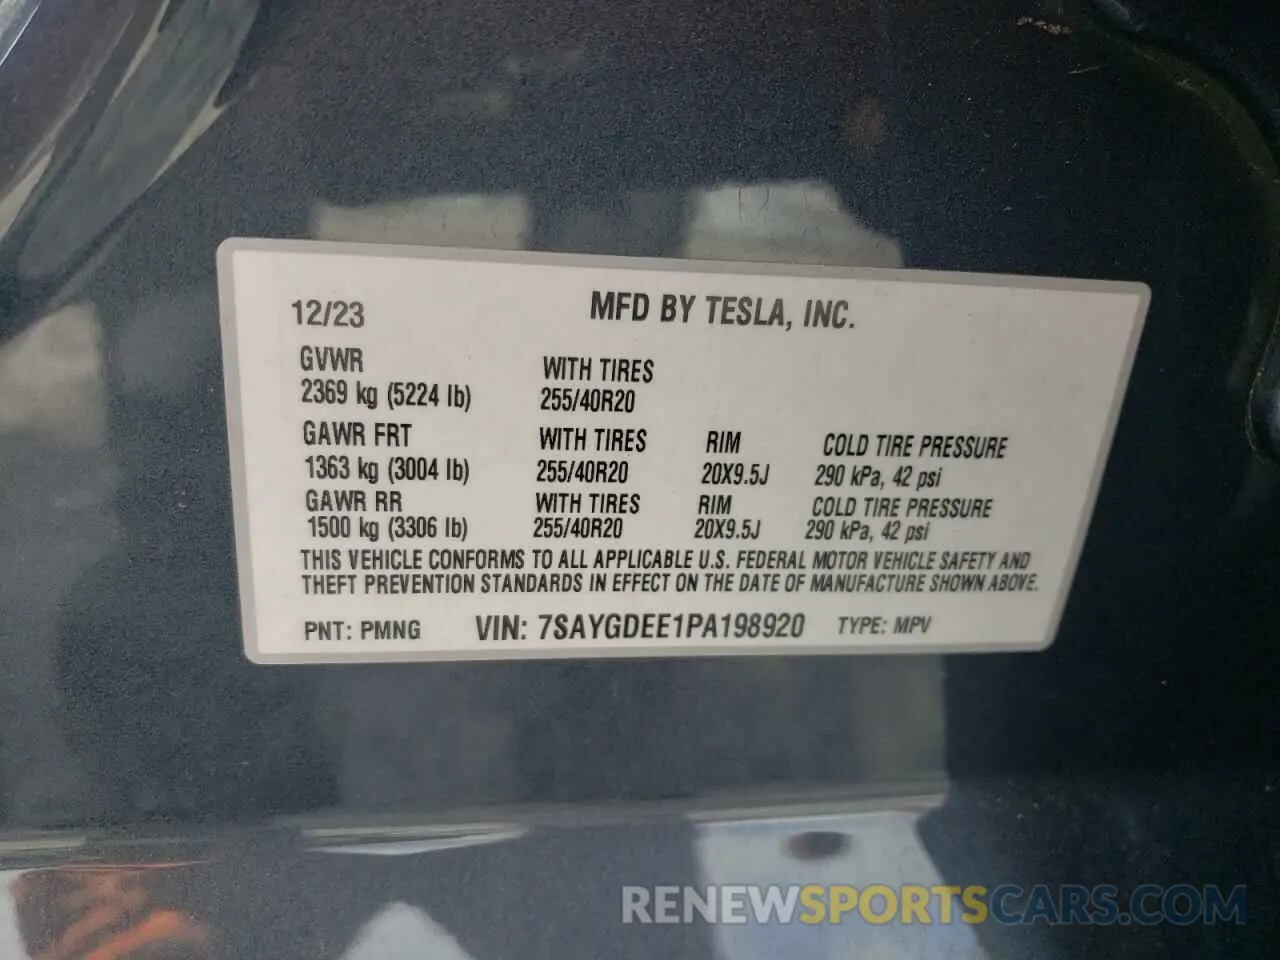 12/23 MFD BY TESLA, INC.
GVWR WITH TIRES
2369 kg (5224 lb) 255/40R20
GAWR FRT WITH TIRES RIM COLD TIRE PRESSURE
1363 kg (3004 lb) 255/40R20 20X9.5J 290 kPa, 42 psi
GAWR RR WITH TIRES RIM COLD TIRE PRESSURE
1500 kg (3306 lb) 255/40R20 20X9.5J 290 kPa, 42 psi
THIS VEHICLE CONFORMS TO ALL APPLICABLE U.S. FEDERAL MOTOR VEHICLE SAFETY AND
THEFT PREVENTION STANDARDS IN EFFECT ON THE DATE OF MANUFACTURE SHOWN ABOVE.
PNT: PMNG VIN: 7SAYGDEE1PA198920 TYPE: MPV
RENEWSPORTSCARS.COM